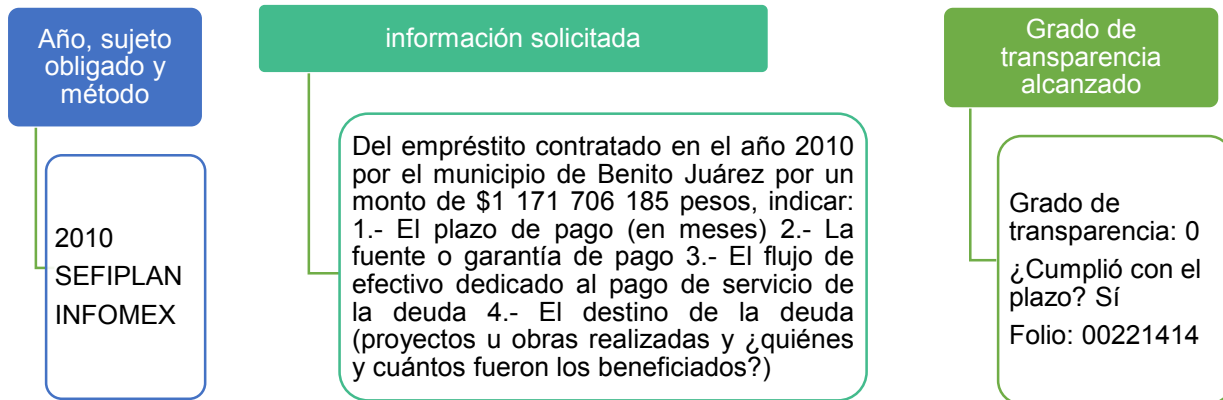 Año, sujeto
obligado y
método
2010
SEFIPLAN
INFOMEX
información solicitada
Del empréstito contratado en el año 2010
por el municipio de Benito Juárez por un
monto de $1 171 706 185 pesos, indicar:
1.- El plazo de pago (en meses) 2.- La
fuente o garantía de pago 3.- El flujo de
efectivo dedicado al pago de servicio de
la deuda 4.- El destino de la deuda
(proyectos u obras realizadas y ¿quiénes
y cuántos fueron los beneficiados?)
Grado de
transparencia
alcanzado
Grado de
transparencia: 0
¿Cumplió con el
plazo? Sí
Folio: 00221414